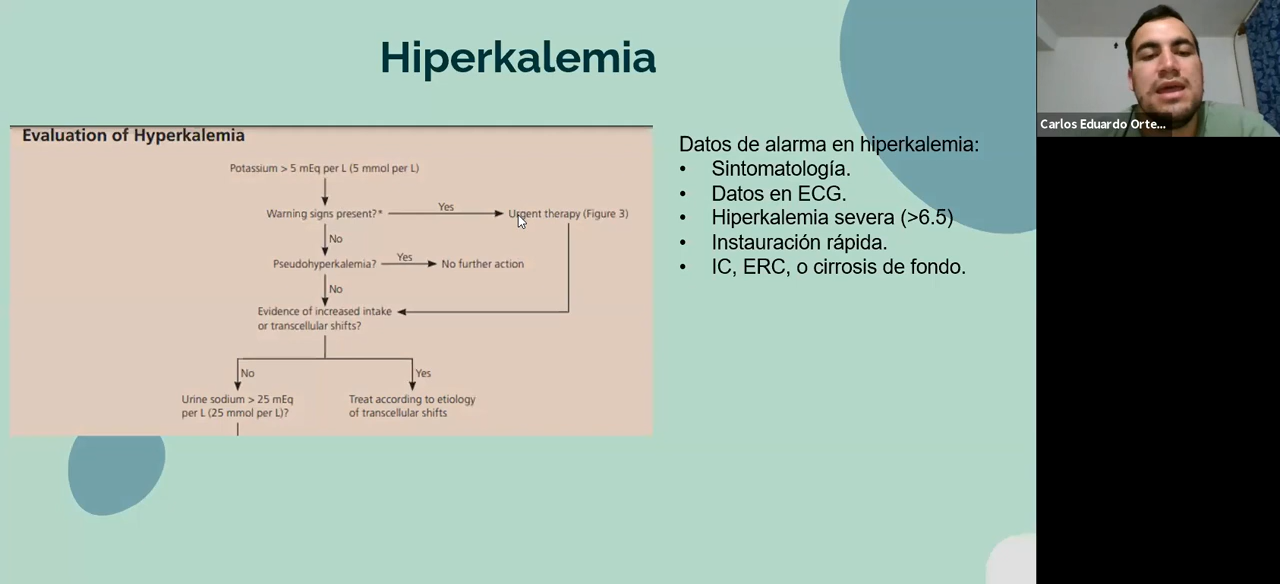 Hiperkalemia
Evaluation of Hyperkalemia
Potassium > 5 mEq per L (5 mmol per L)
Warning signs present?*
Yes
Urgent therapy (Figure 3)
No
Pseudohyperkalemia?
Yes
No further action
No
Evidence of increased intake
or transcellular shifts?
No
Yes
Urine sodium > 25 mEq
per L (25 mmol per L)?
Treat according to etiology
of transcellular shifts
Datos de alarma en hiperkalemia:
• Sintomatología.
• Datos en ECG.
• Hiperkalemia severa (>6.5)
• Instauración rápida.
• IC, ERC, o cirrosis de fondo.
Carlos Eduardo Orte...